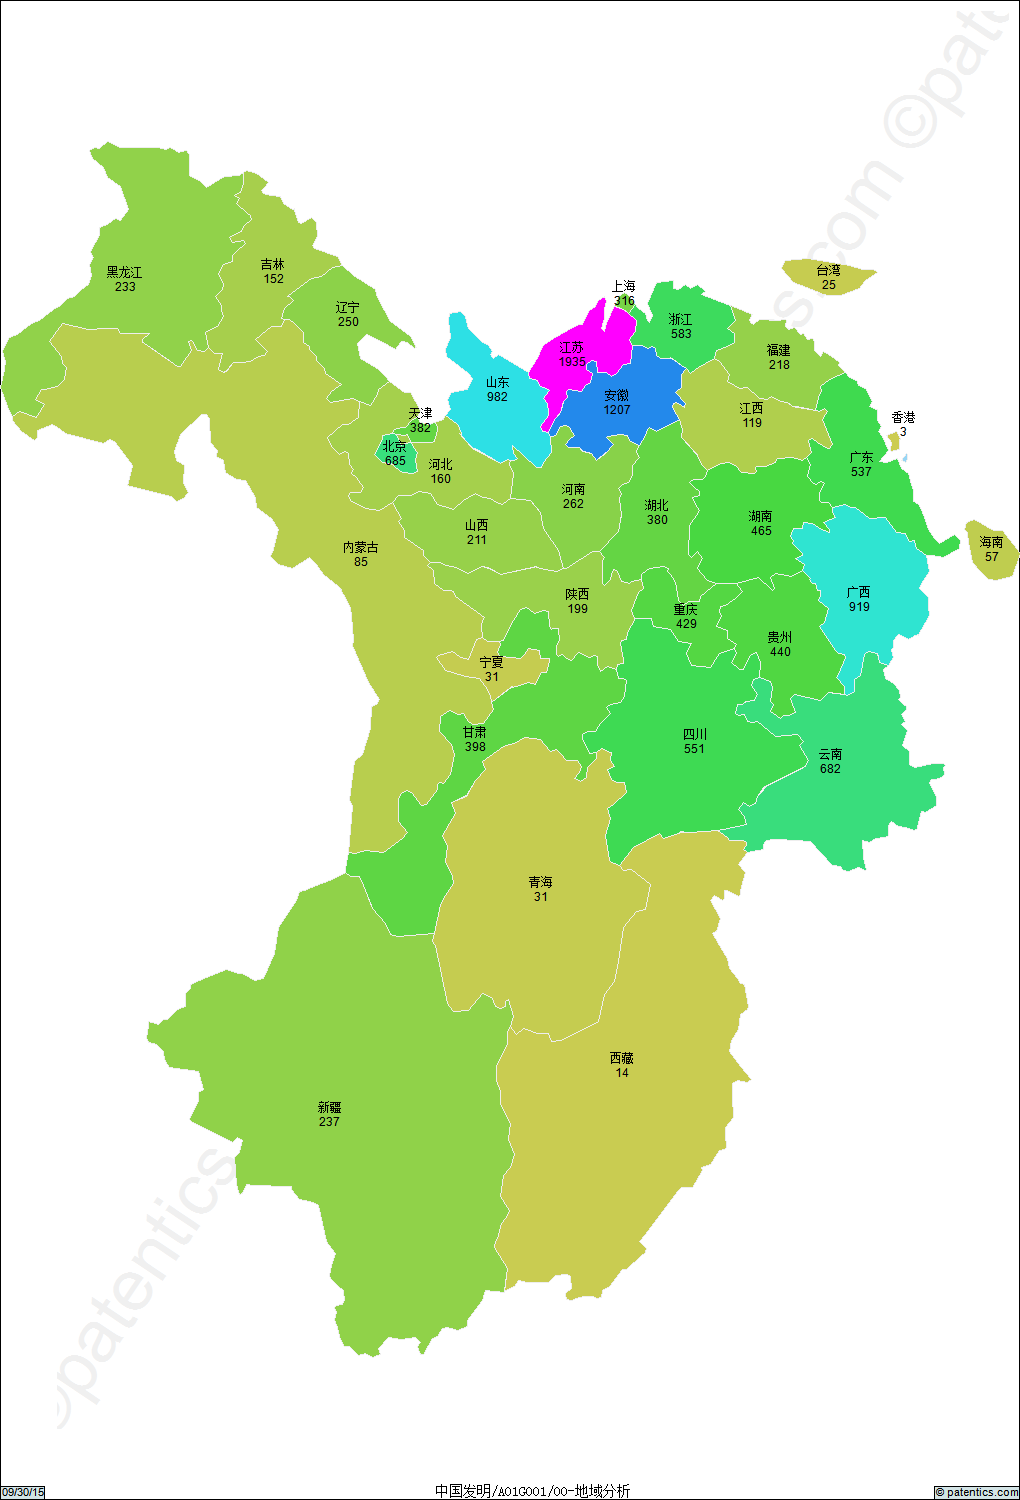 ©patentics.com ©pate
黑龙江
233
吉林
152
辽宁
250
台湾
25
上海
316
浙江
583
江苏
1935
福建
218
山东
982
安徽
1207
江西
119
天津
382
香港
3
北京
685
河北
160
广东
537
河南
262
湖北
380
湖南
465
山西
211
内蒙古
85
海南
57
陕西
199
重庆
429
广西
919
贵州
440
宁夏
31
甘肃
398
四川
551
云南
682
青海
31
西藏
14
新疆
237
09/30/15
中国发明/A01G001/00-地域分析
© patentics.com